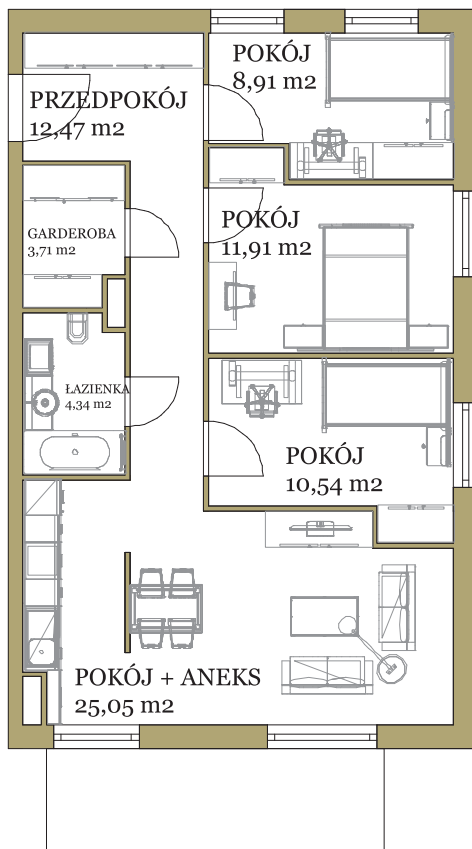 POKÓJ
8,91 m2
PRZEDPOKÓJ
12,47 m2
POKÓJ
11,91 m2
GARDEROBA
3,71 m2
ŁAZIENKA
4,34 m2
POKÓJ
10,54 m2
POKÓJ + ANEKS
25,05 m2